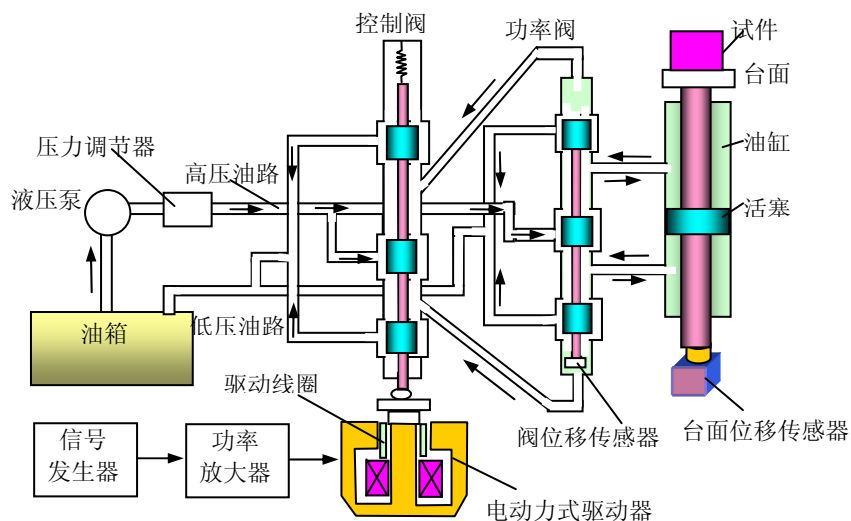 控制阀
功率阀
试件
台面
压力调节器
高压油路
油缸
液压泵
活塞
油箱
低压油路
驱动线圈
阀位移传感器
台面位移传感器
信号
发生器
功率
放大器
电动力式驱动器